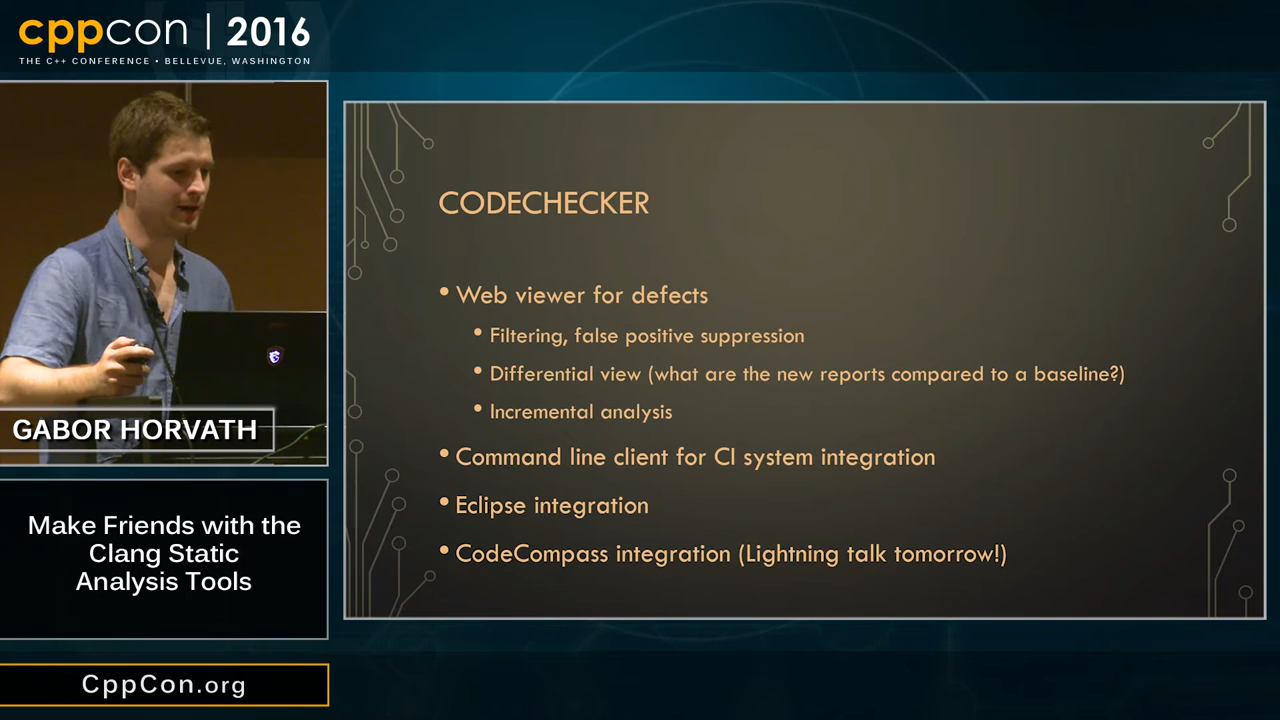 cppcon | 2016
THE C++ CONFERENCE • BELLEVUE, WASHINGTON
GABOR HORVATH
Make Friends with the
Clang Static
Analysis Tools
CppCon.org
CODECHECKER
• Web viewer for defects
• Filtering, false positive suppression
• Differential view (what are the new reports compared to a baseline?)
• Incremental analysis
• Command line client for CI system integration
• Eclipse integration
• CodeCompass integration (Lightning talk tomorrow!)